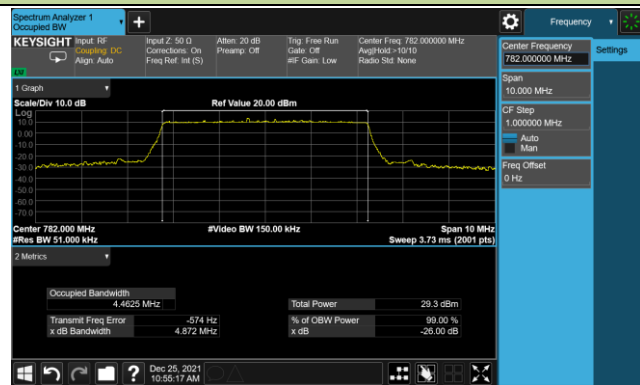 Spectrum Analyzer 1
Occupied BW
+
Frequency
KEYSIGHT
Input: RF
Coupling: DC
Align: Auto
Input Z: 50 Ω
Corrections: On
Freq Ref: Int (S)
Atten: 20 dB
Preamp: Off
Trig: Free Run
Gate: Off
#IF Gain: Low
Center Freq: 782.000000 MHz
Avg|Hold:>10/10
Radio Std: None
Center Frequency
782.000000 MHz
Settings
Span
10.000 MHz
CF Step
1.000000 MHz
Auto
Man
Freq Offset
0 Hz
1 Graph
Scale/Div 10.0 dB
Ref Value 20.00 dBm
Log
10.0
0.00
-10.0
-20.0
-30.0
-40.0
-50.0
-60.0
-70.0
Center 782.000 MHz
#Video BW 150.00 kHz
Span 10 MHz
#Res BW 51.000 kHz
Sweep 3.73 ms (2001 pts)
2 Metrics
Occupied Bandwidth
4.4625 MHz
Total Power
29.3 dBm
Transmit Freq Error
-574 Hz
% of OBW Power
99.00 %
x dB Bandwidth
4.872 MHz
x dB
-26.00 dB
?
Dec 25, 2021
10:55:17 AM